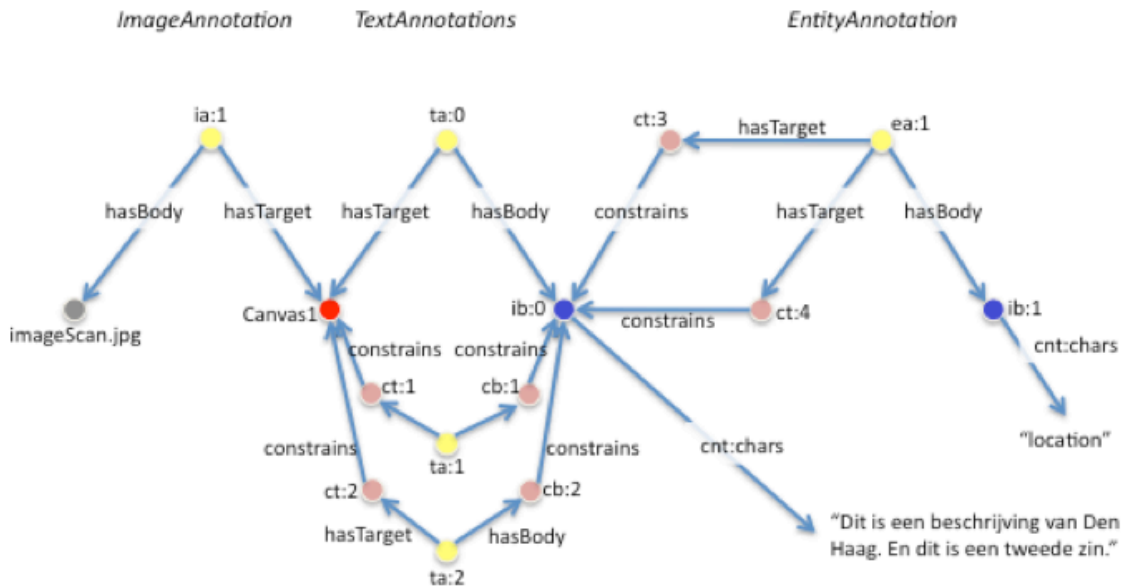 ImageAnnotation
TextAnnotations
EntityAnnotation
ia:1
ta:0
ct:3
hasTarget
ea:1
hasBody
hasTarget
hasTarget
hasBody
constrains
hasTarget
hasBody
imageScan.jpg
Canvas1
ib:0
constrains
ct:4
ib:1
constrains
constrains
cnt:chars
ct:1
cb:1
ta:1
"location"
constrains
constrains
cnt:chars
ct:2
cb:2
hasTarget
hasBody
ta:2
"Dit is een beschrijving van Den
Haag. En dit is een tweede zin."